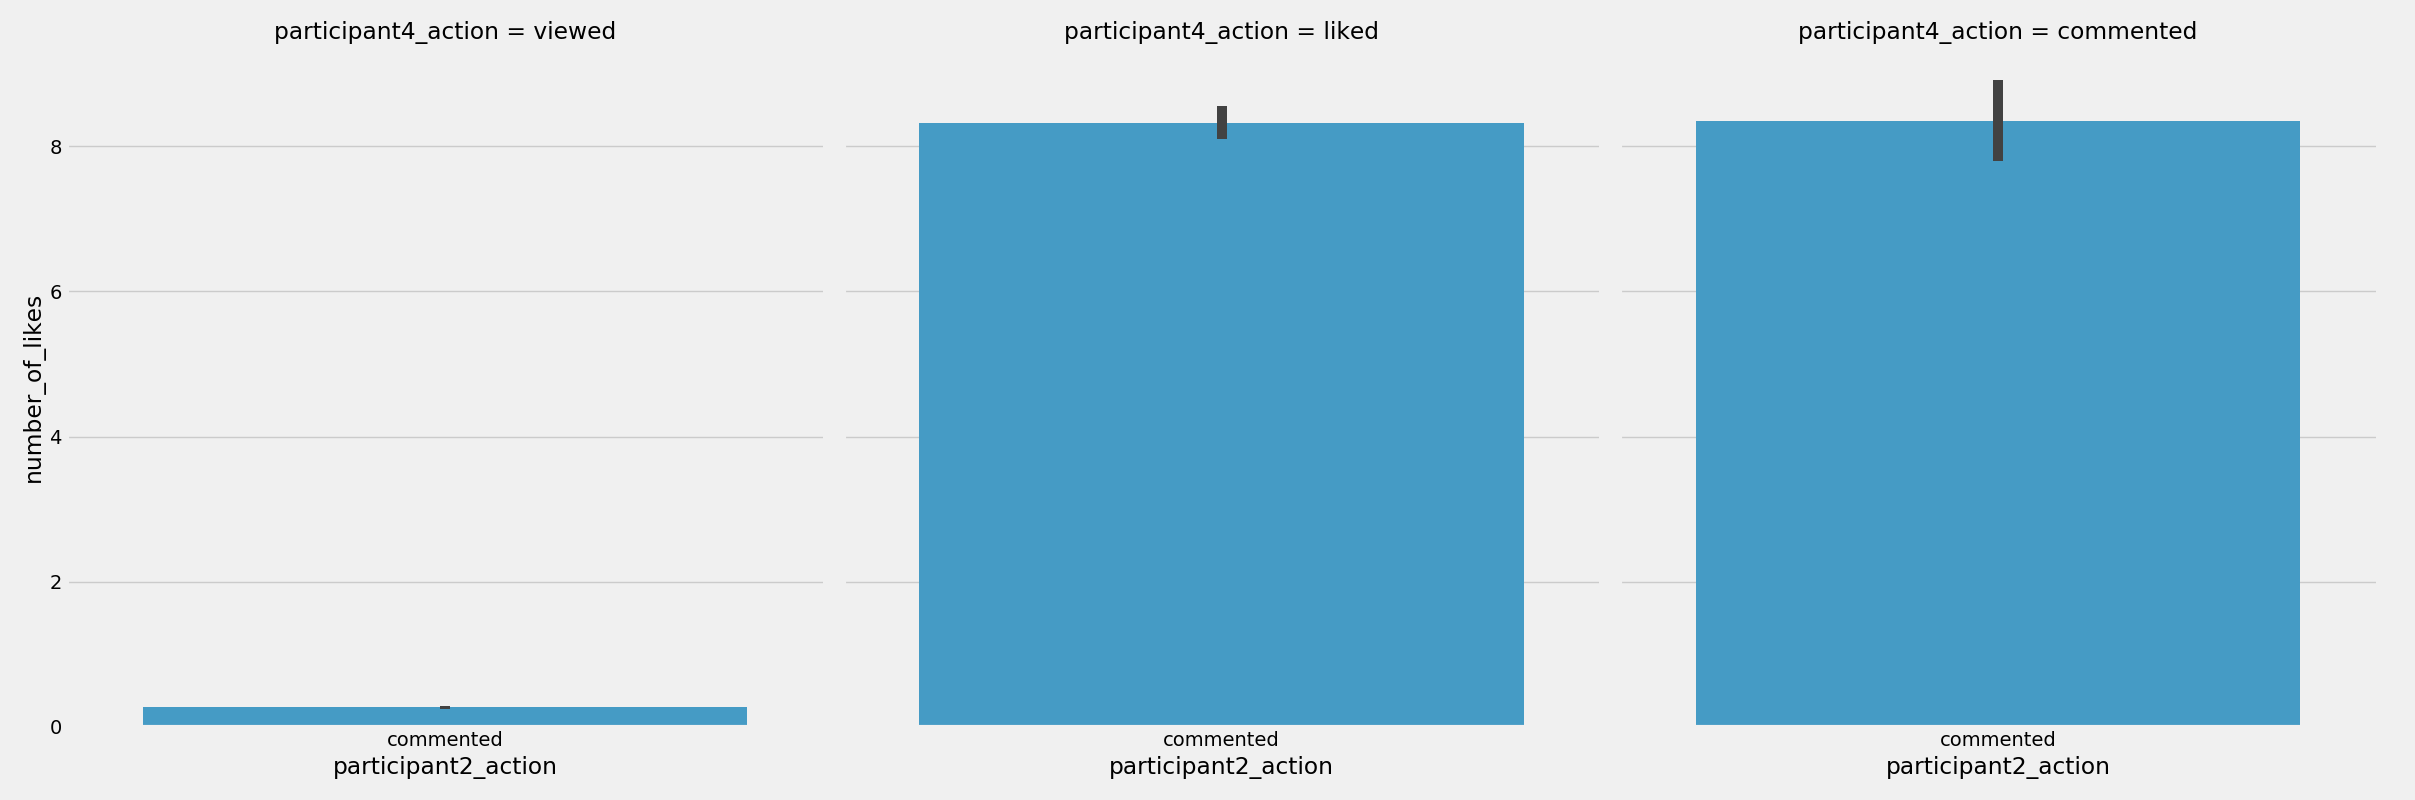 participant4_action = viewed
participant4_action = liked
participant4_action = commented
number_of_likes
8
6
4
2
0
commented
commented
commented
participant2_action
participant2_action
participant2_action